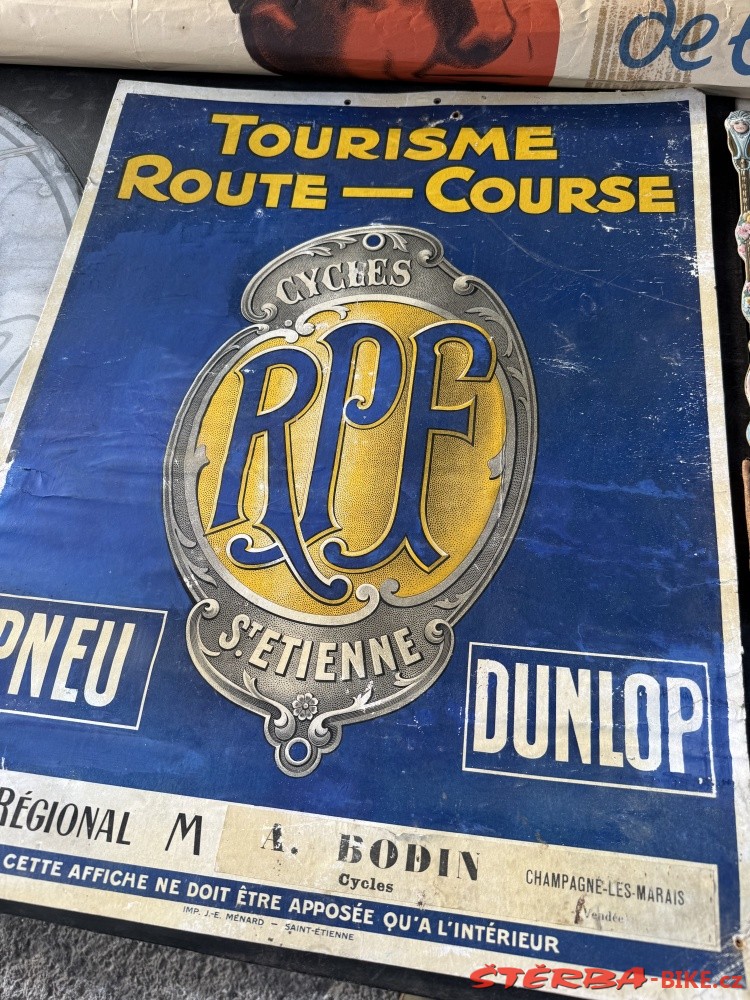 de
TOURISME
ROUTE — COURSE
CYCLES
RPF
ST ETIENNE
PNEU
DUNLOP
RÉGIONAL M A. BODIN
Cycles
CHAMPAGNÉ-LES-MARAIS
Vendée
CETTE AFFICHE NE DOIT ÊTRE APPOSÉE QU'A L'INTÉRIEUR
IMP. J.-E. MÉNARD — SAINT-ÉTIENNE
ŠTĚRBA-BIKE.cz